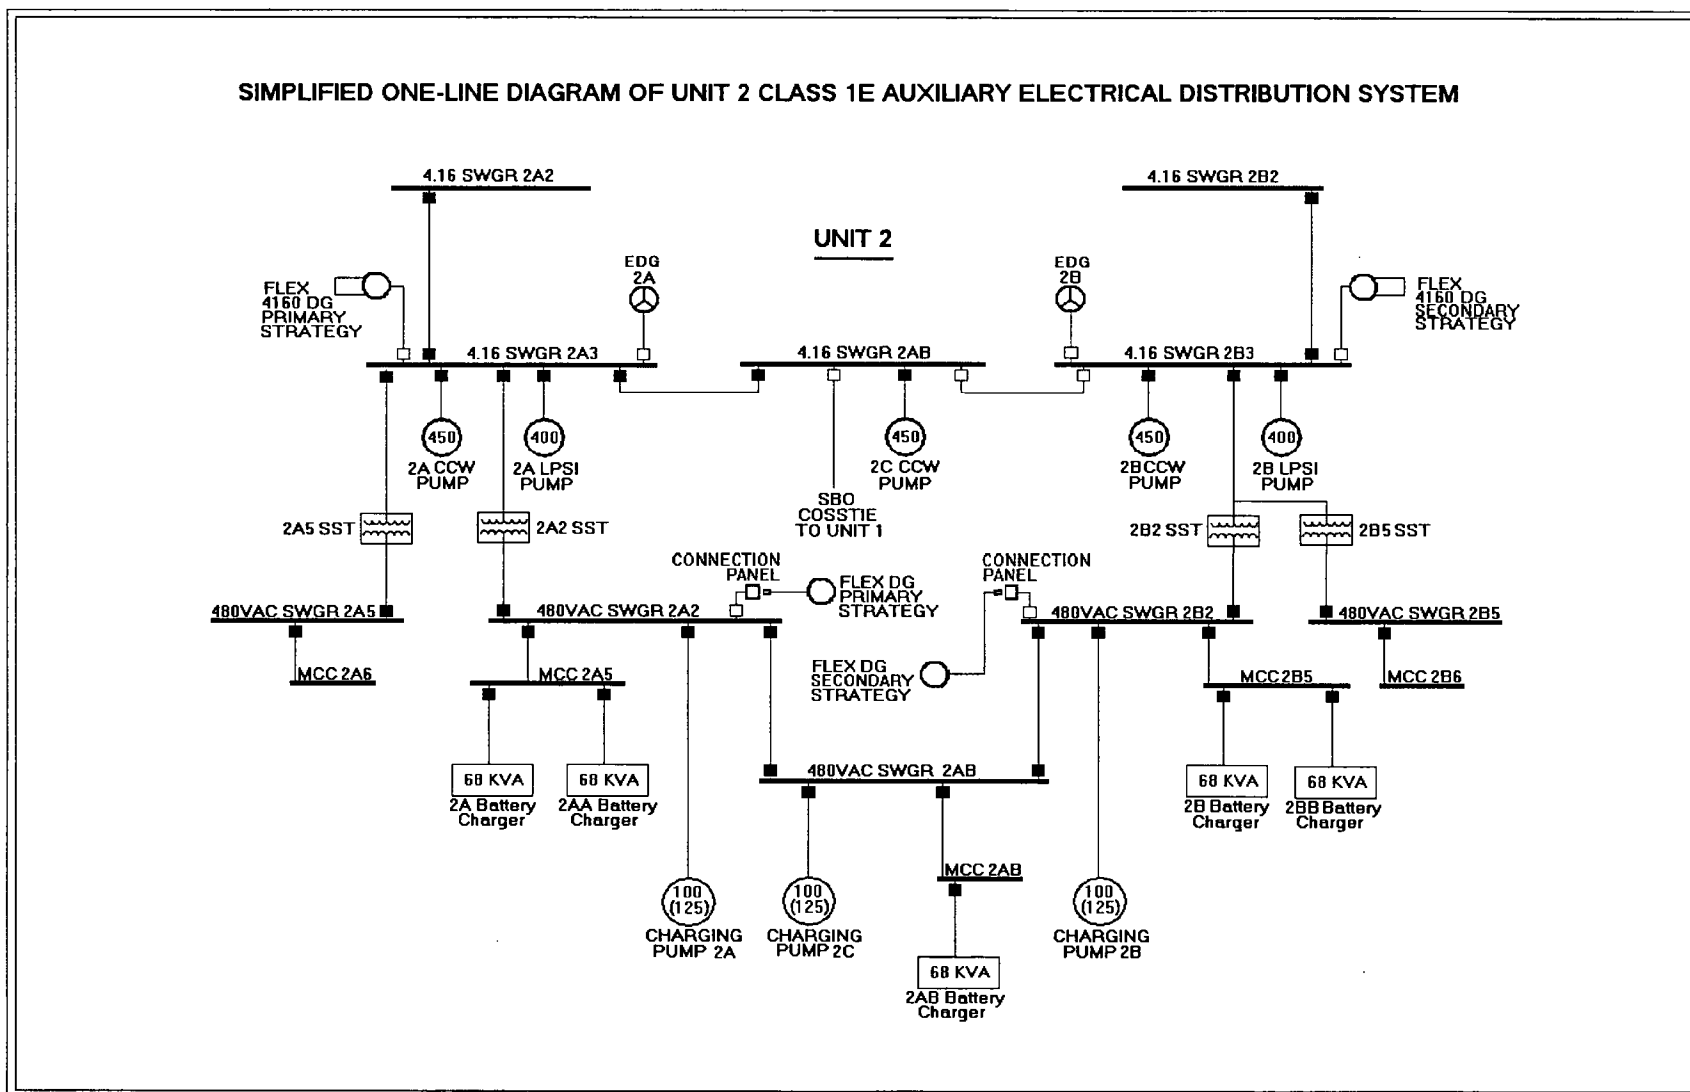 SIMPLIFIED ONE-LINE DIAGRAM OF UNIT 2 CLASS 1E AUXILIARY ELECTRICAL DISTRIBUTION SYSTEM
4.16 SWGR 2A2
4.16 SWGR 2B2
UNIT 2
EDG
2A
EDG
2B
FLEX
4160 DG
PRIMARY
STRATEGY
FLEX
4160 DG
SECONDARY
STRATEGY
4.16 SWGR 2A3
4.16 SWGR 2AB
4.16 SWGR 2B3
450
2A CCW
PUMP
400
2A LPSI
PUMP
450
2C CCW
PUMP
450
2B CCW
PUMP
400
2B LPSI
PUMP
SBO
COSSTIE
TO UNIT 1
2A5 SST
2A2 SST
2B2 SST
2B5 SST
CONNECTION
PANEL
FLEX DG
PRIMARY
STRATEGY
CONNECTION
PANEL
480VAC SWGR 2A5
480VAC SWGR 2A2
480VAC SWGR 2B2
480VAC SWGR 2B5
FLEX DG
SECONDARY
STRATEGY
MCC 2A6
MCC 2A5
MCC 2B5
MCC 2B6
480VAC SWGR 2AB
68 KVA
2A Battery
Charger
68 KVA
2AA Battery
Charger
68 KVA
2B Battery
Charger
68 KVA
2BB Battery
Charger
MCC 2AB
100
(125)
CHARGING
PUMP 2A
100
(125)
CHARGING
PUMP 2C
100
(125)
CHARGING
PUMP 2B
68 KVA
2AB Battery
Charger